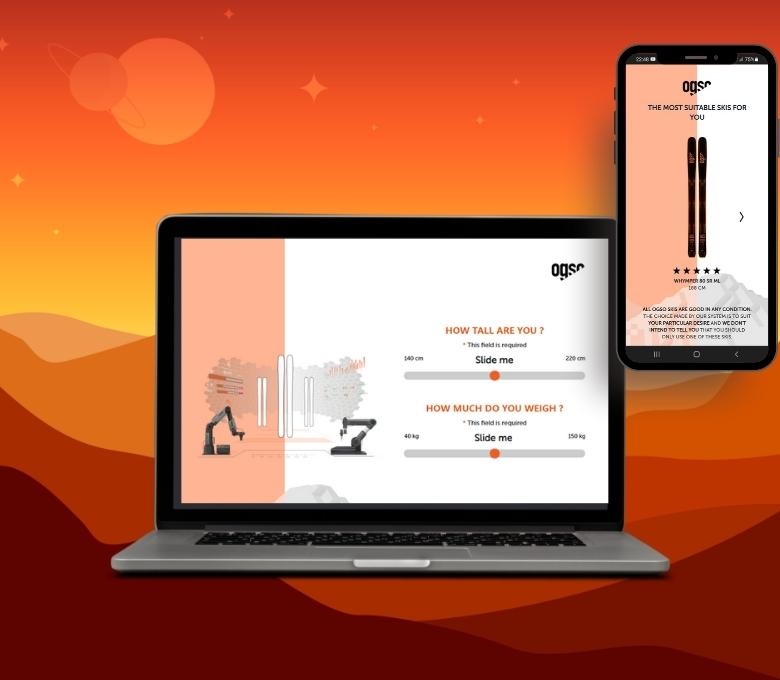 ogso
HOW TALL ARE YOU ?
* This field is required
140 cm
Slide me
220 cm
HOW MUCH DO YOU WEIGH ?
* This field is required
40 kg
Slide me
150 kg
22:48
75%
ogso
THE MOST SUITABLE SKIS FOR
YOU
WHYMPER 80 SR ML
168 CM
ALL OGSO SKIS ARE GOOD IN ANY CONDITION.
THE CHOICE MADE BY OUR SYSTEM IS TO SUIT
YOUR PARTICULAR DESIRE AND WE DON'T
INTEND TO TELL YOU THAT YOU SHOULD
ONLY USE ONE OF THESE SKIS.